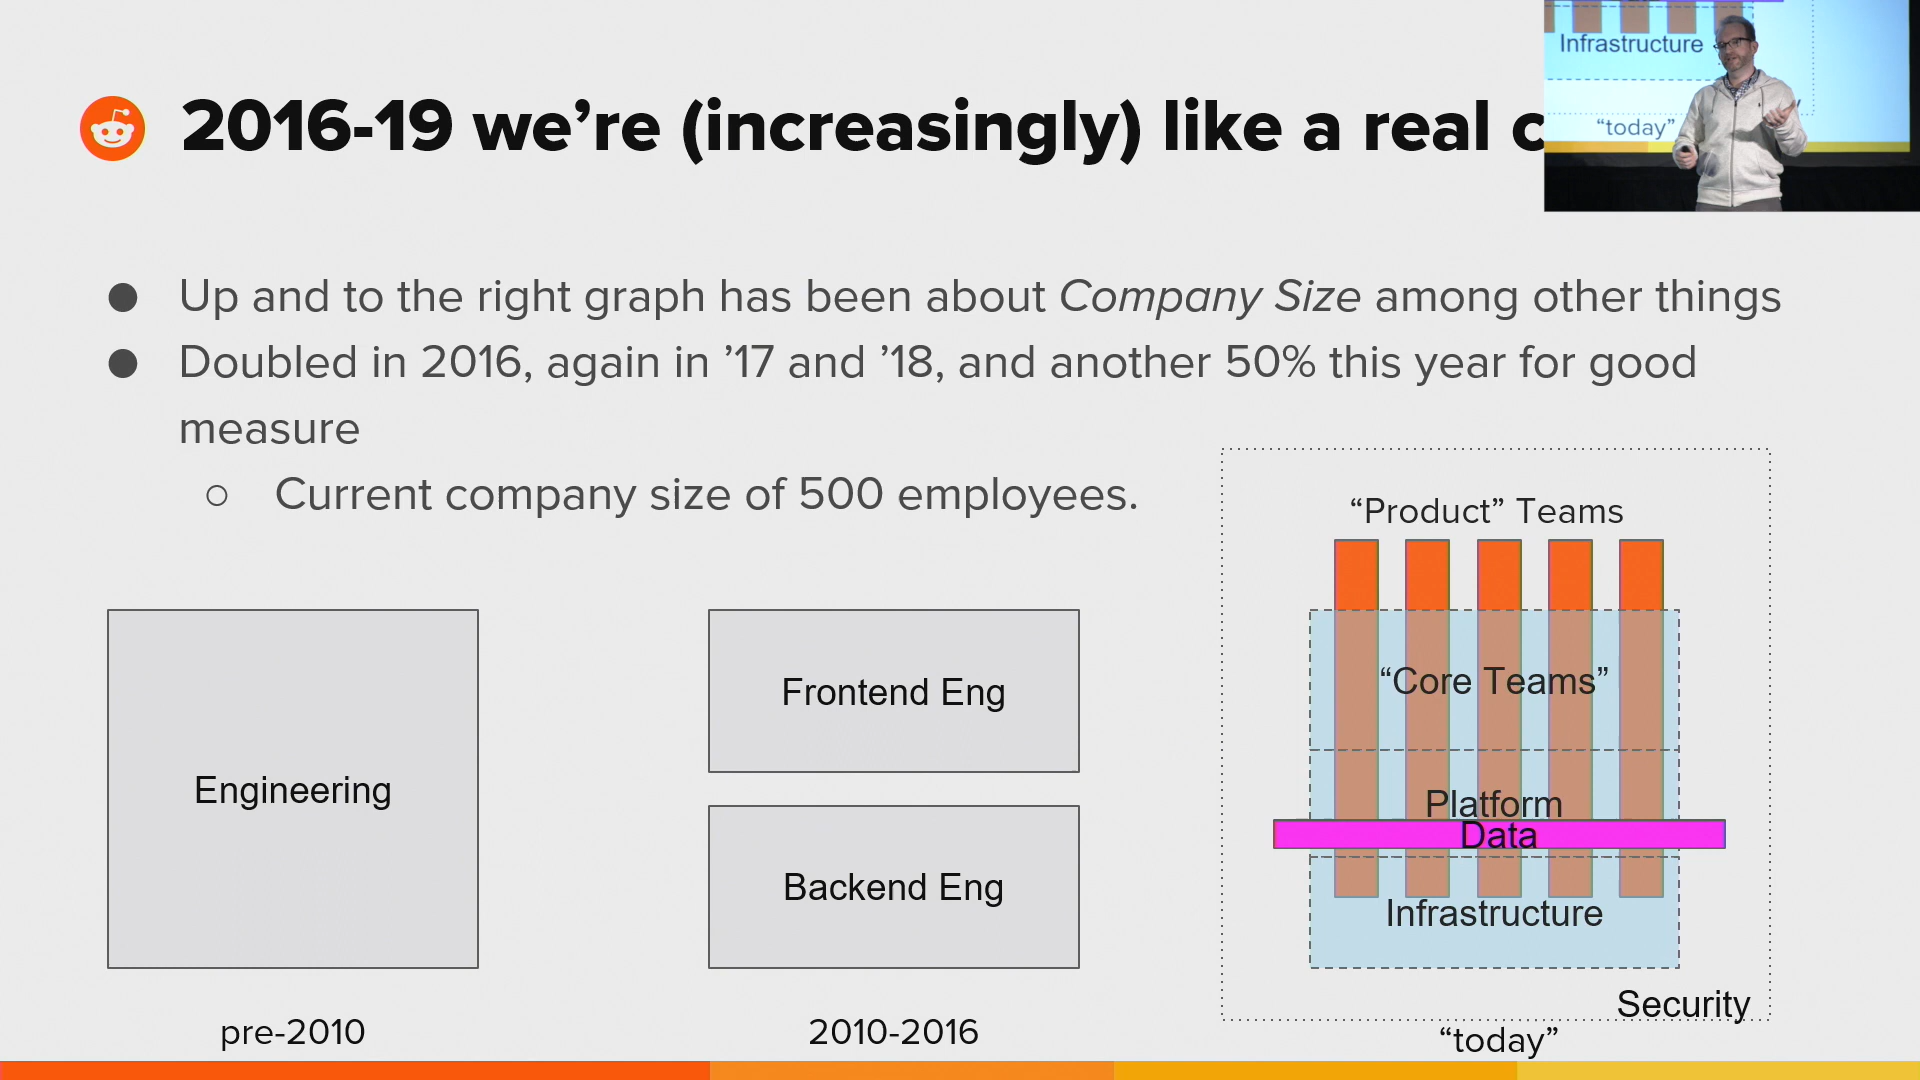 2016-19 we’re (increasingly) like a real
Infrastructure
“today”
● Up and to the right graph has been about Company Size among other things
● Doubled in 2016, again in ’17 and ’18, and another 50% this year for good
measure
○ Current company size of 500 employees.
Engineering
pre-2010
Frontend Eng
Backend Eng
2010-2016
“Product” Teams
“Core Teams”
Platform
Data
Infrastructure
Security
“today”